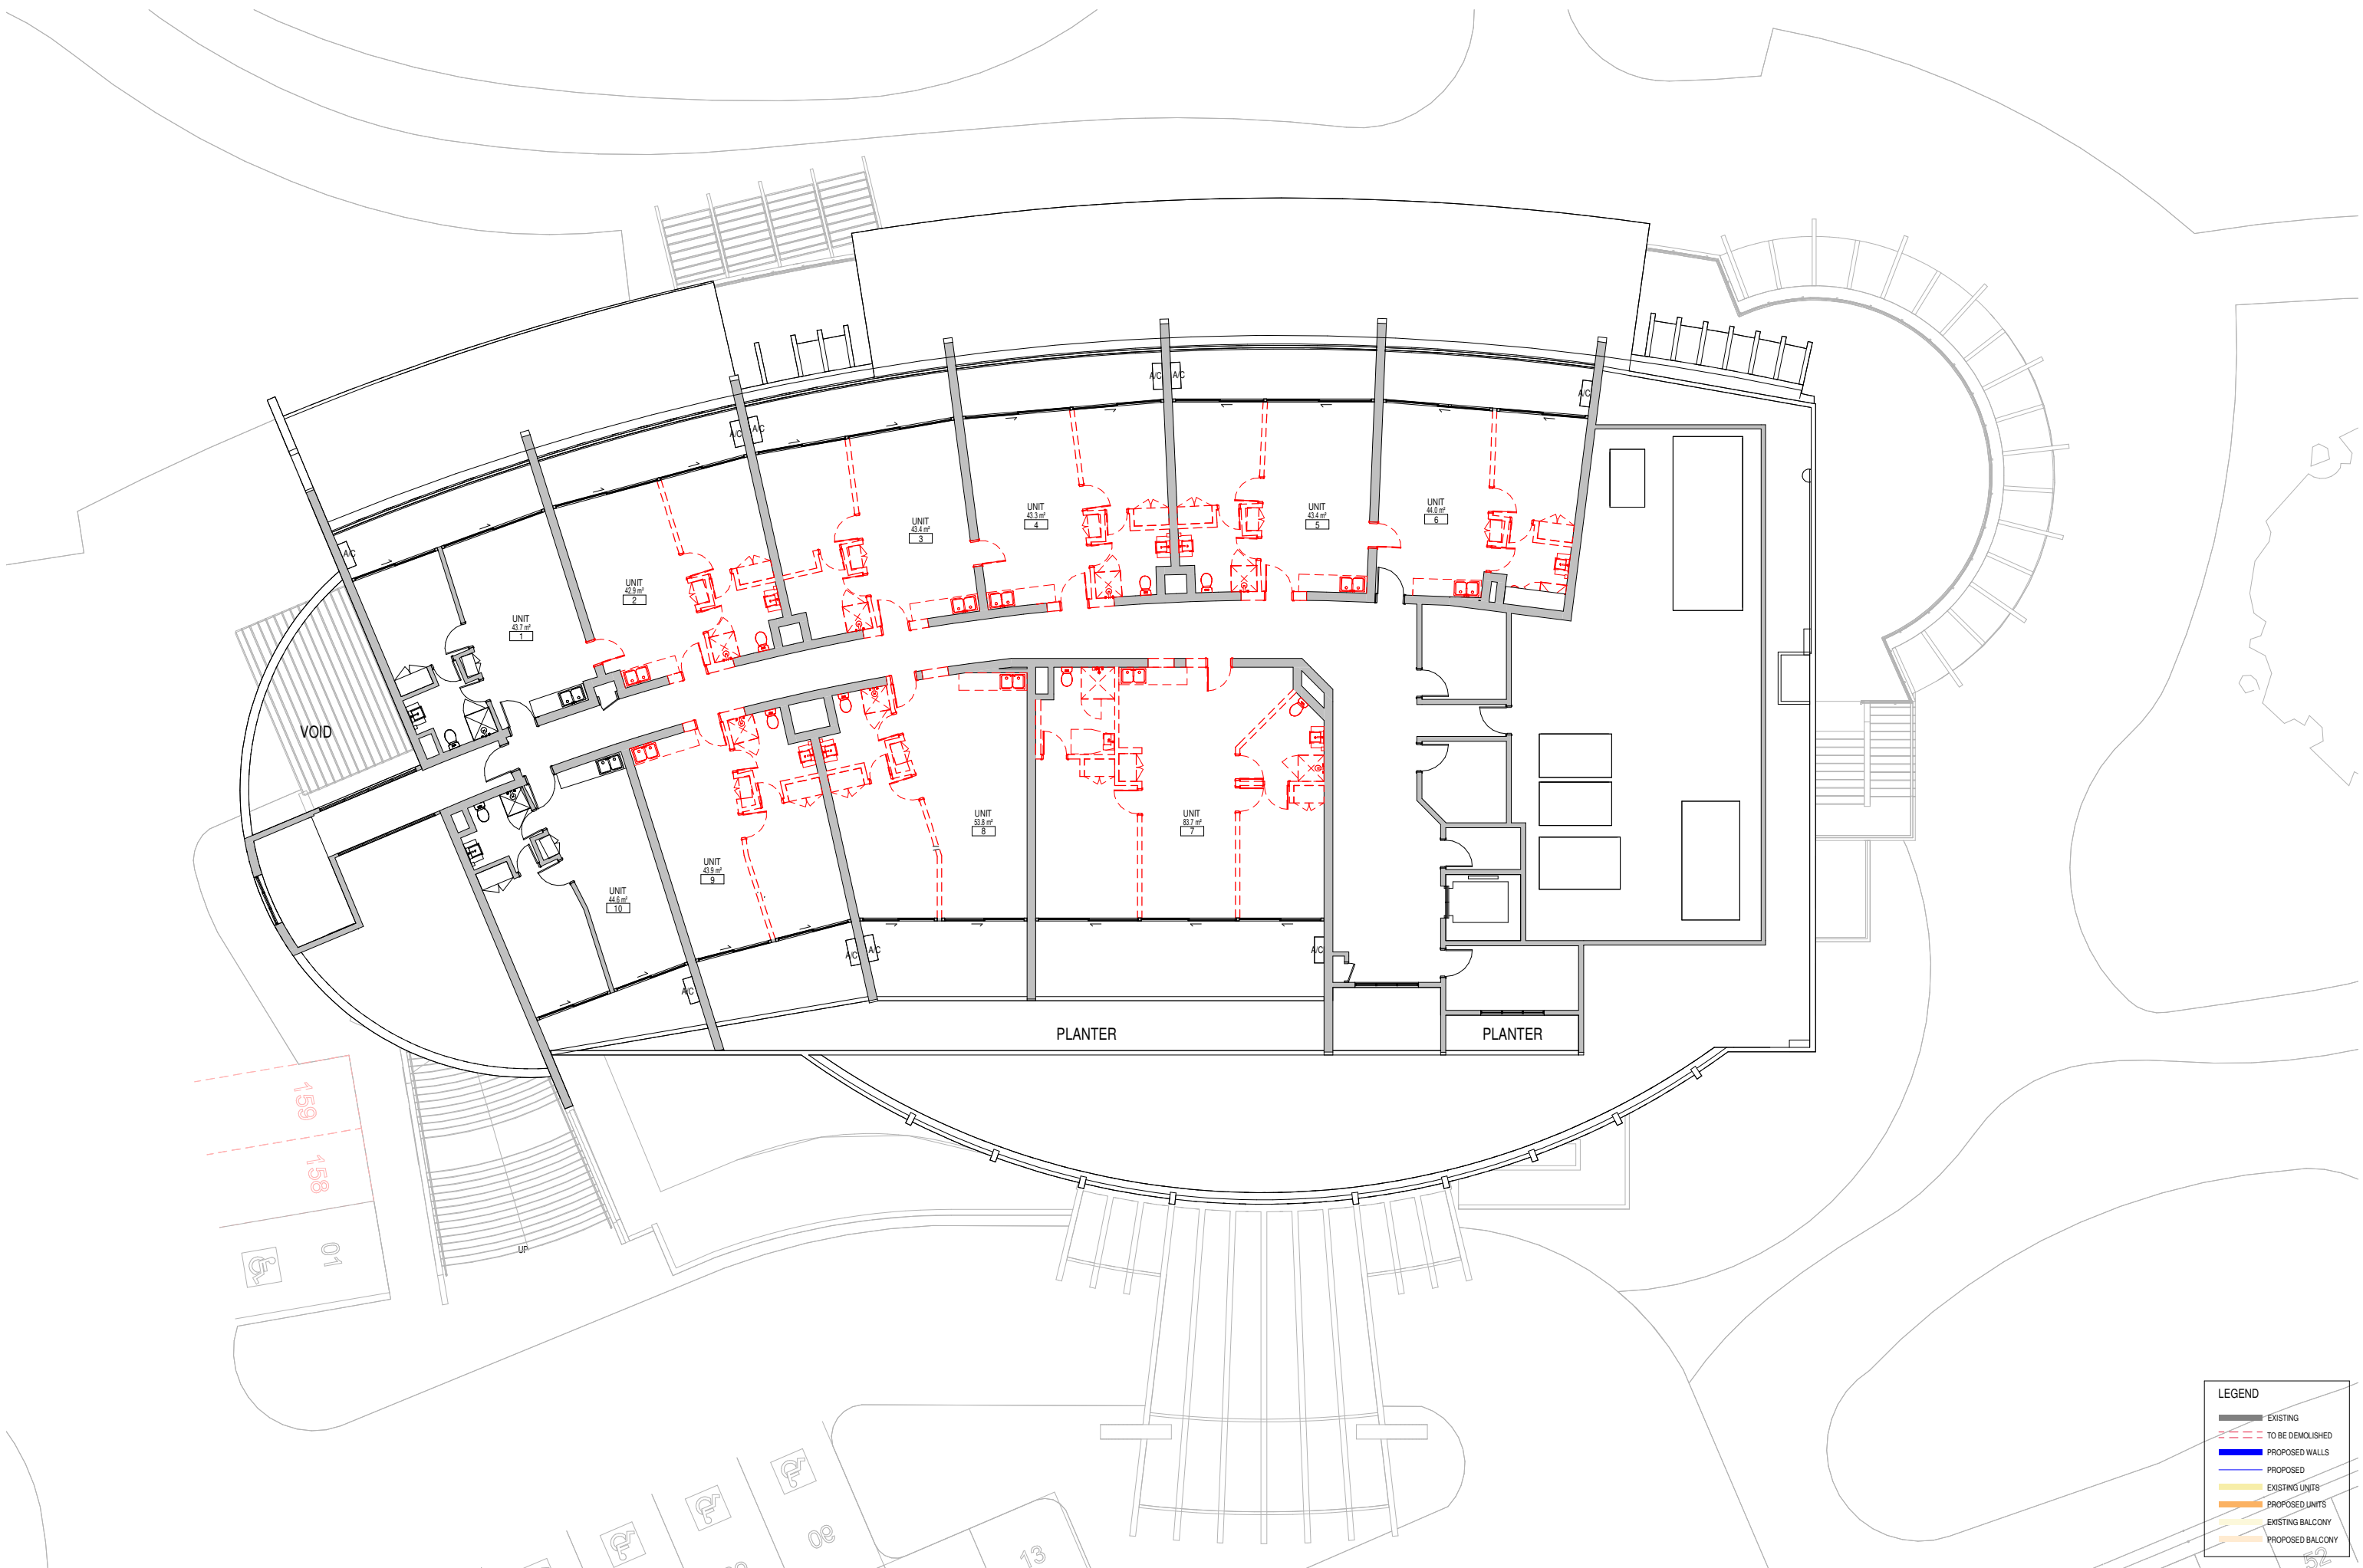 A/C
A/C
A/C
A/C
A/C
A/C
UNIT
43.7 m²
1
UNIT
42.9 m²
2
UNIT
43.4 m²
3
UNIT
43.3 m²
4
UNIT
43.4 m²
5
UNIT
44.0 m²
6
VOID
UNIT
44.6 m²
10
UNIT
43.9 m²
9
UNIT
53.8 m²
8
UNIT
83.7 m²
7
A/C
A/C
A/C
A/C
PLANTER
PLANTER
159
158
01
UP
09
13
52
LEGEND
EXISTING
TO BE DEMOLISHED
PROPOSED WALLS
PROPOSED
EXISTING UNITS
PROPOSED UNITS
EXISTING BALCONY
PROPOSED BALCONY